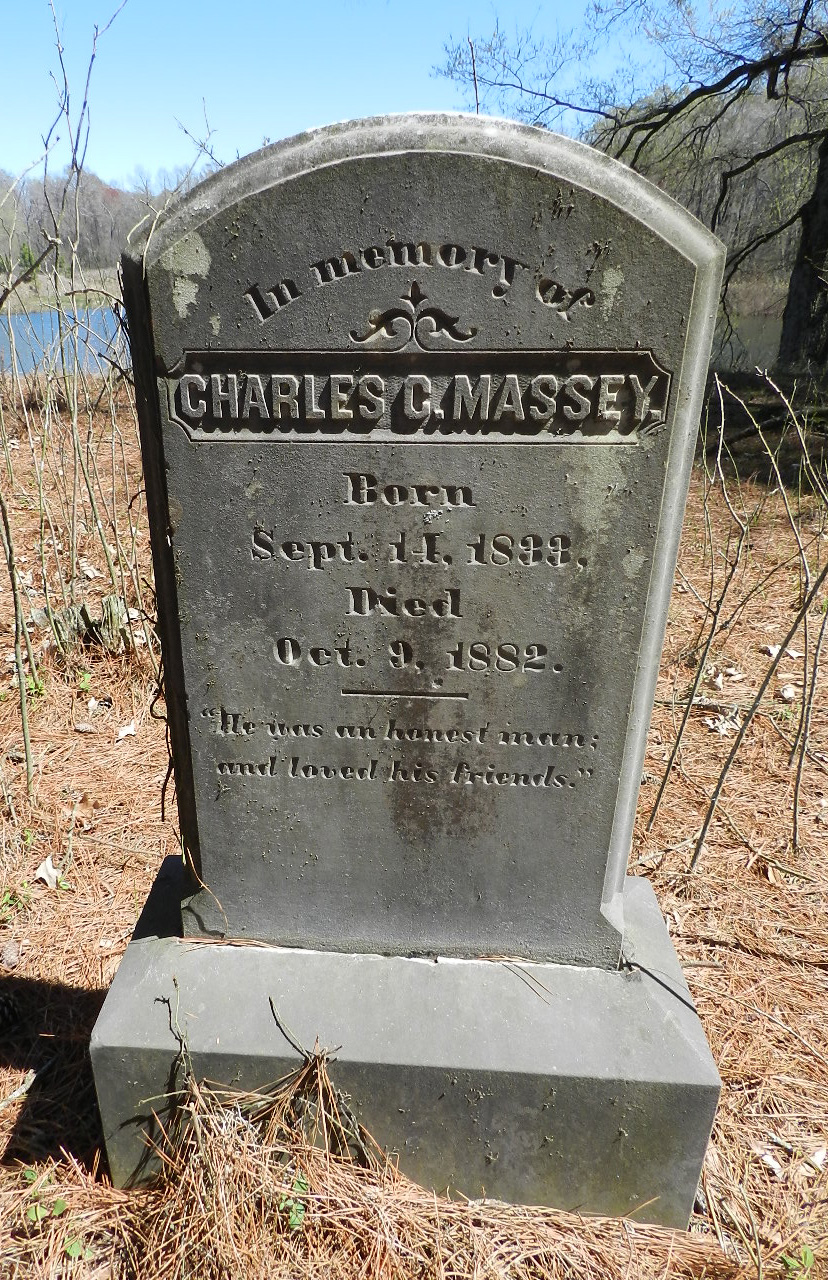 In memory of
CHARLES C. MASSEY.
Born
Sept. 14, 1833,
Died
Oct. 9, 1882.
"He was an honest man;
and loved his friends."